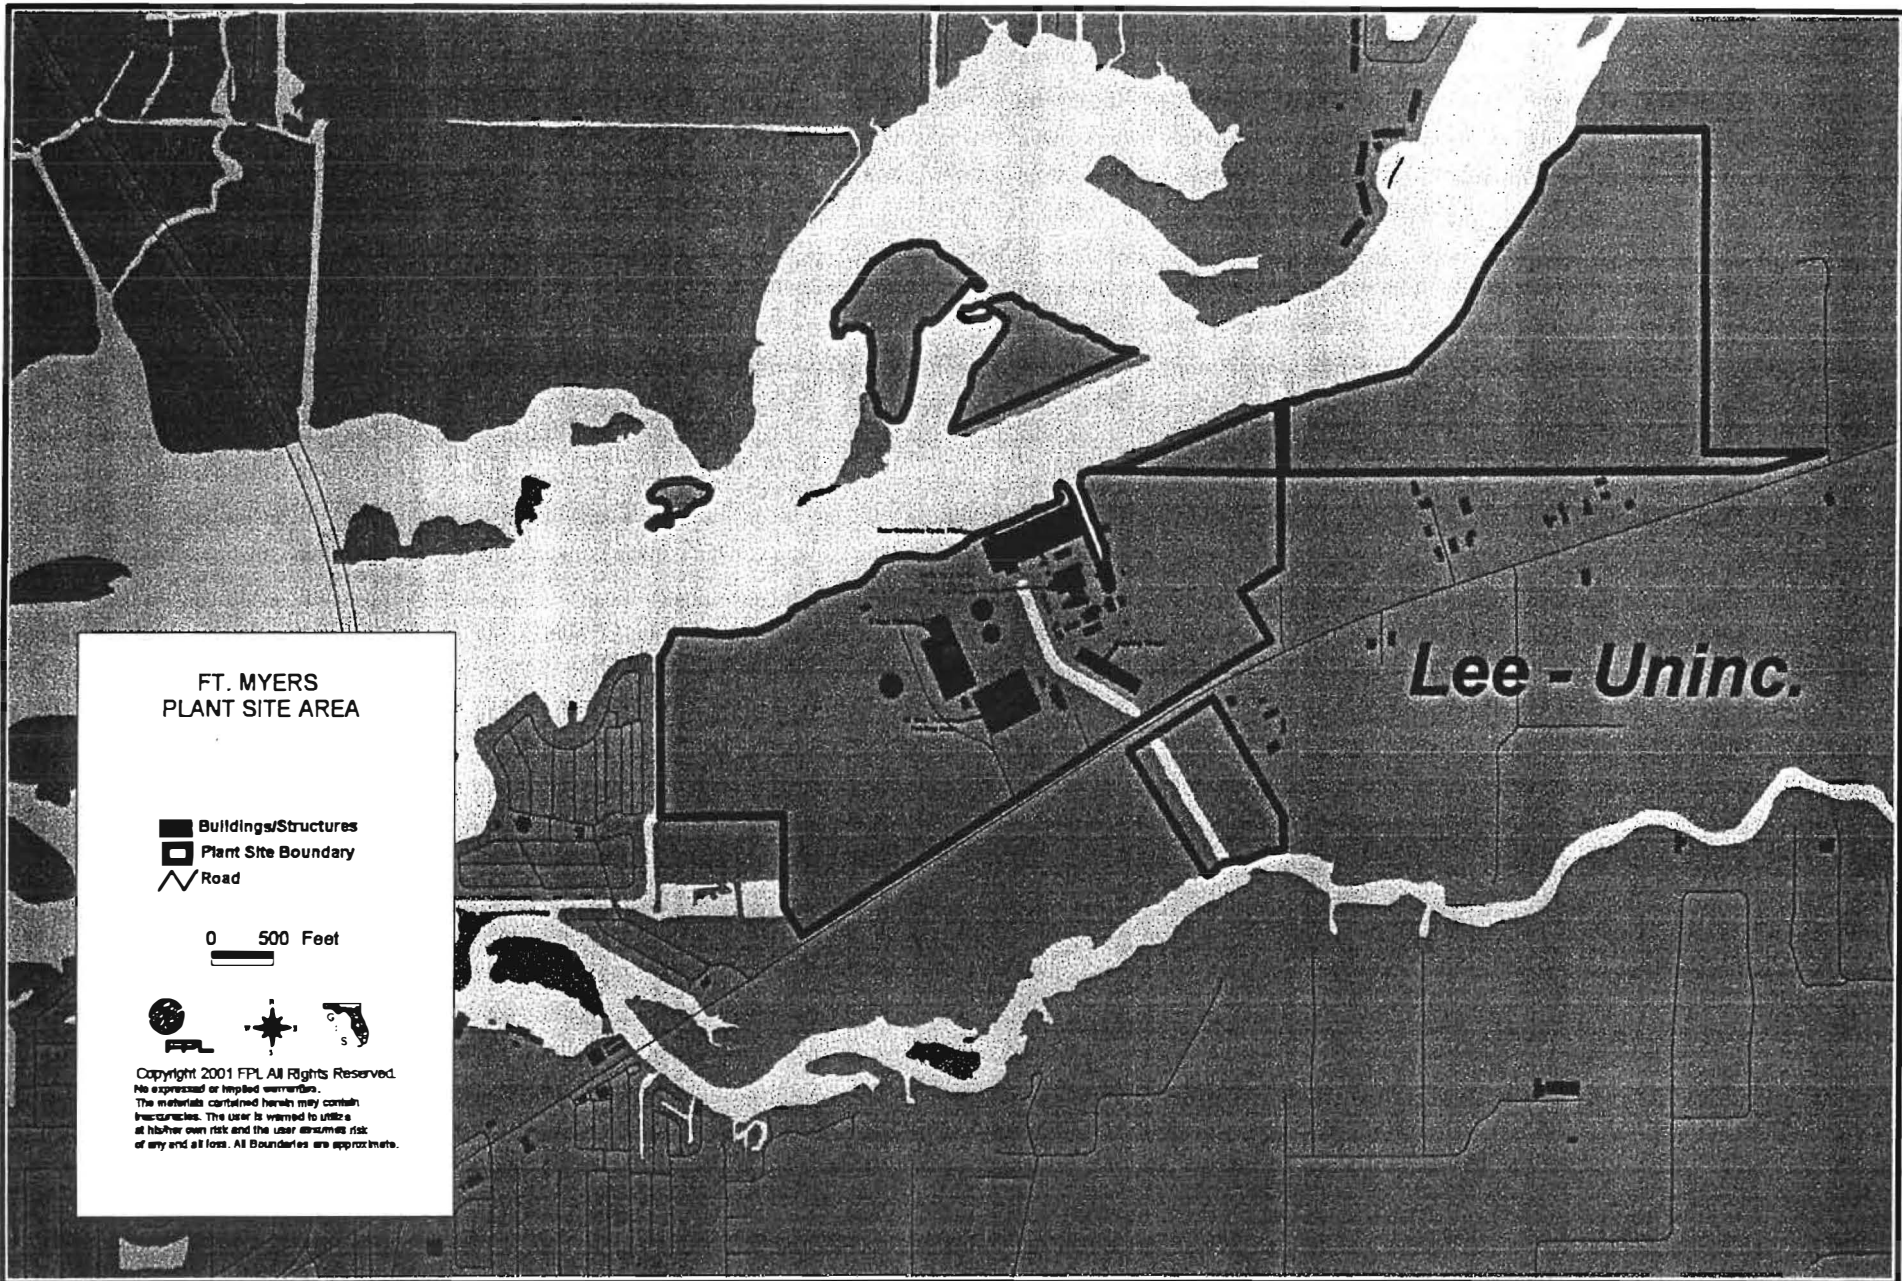 FT. MYERS
PLANT SITE AREA
Buildings/Structures
Plant Site Boundary
Road
0 500 Feet
N
S
FPL
G
S
Copyright 2001 FPL All Rights Reserved.
No expressed or implied warranties.
The materials contained herein may contain
inaccuracies. The user is warned to utilize
at his/her own risk and the user assumes risk
of any and all loss. All Boundaries are approximate.
Lee - Uninc.